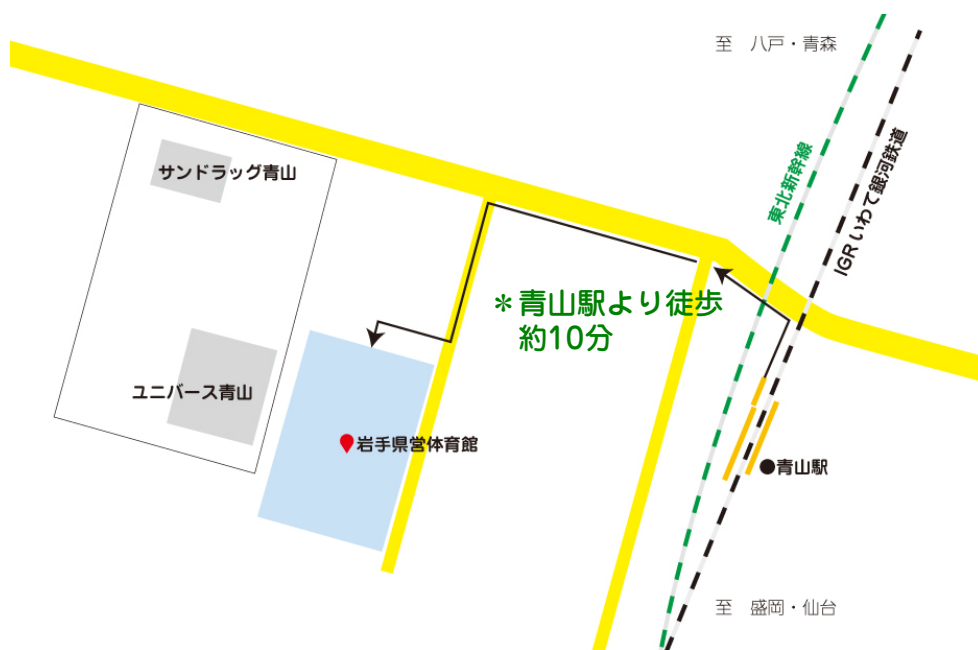 至　八戸・青森
東北新幹線
IGRいわて銀河鉄道
サンドラッグ青山
＊青山駅より徒歩
約10分
ユニバース青山
岩手県営体育館
●青山駅
至　盛岡・仙台